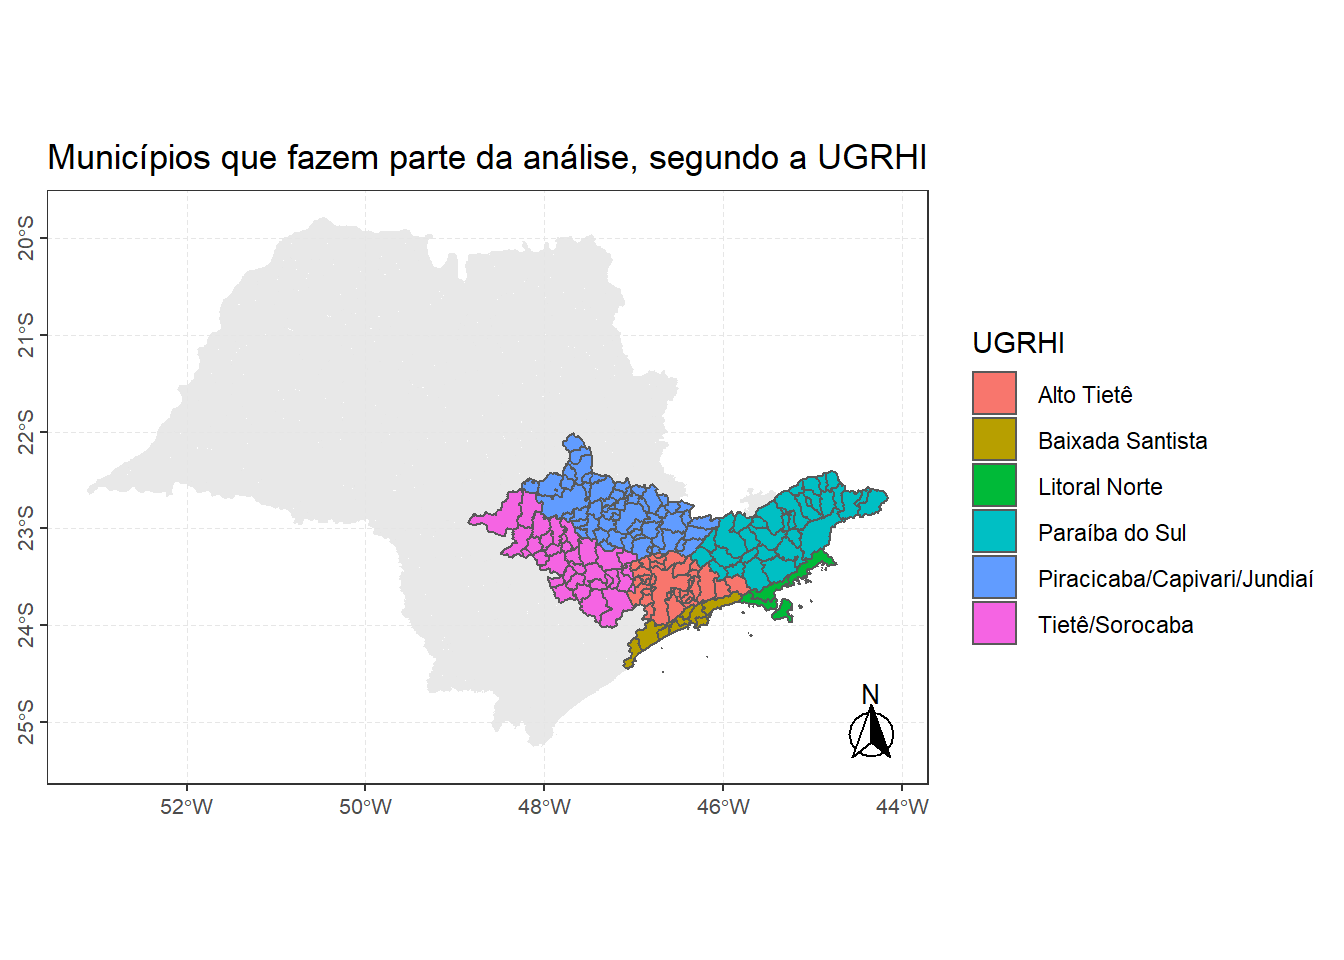 Municípios que fazem parte da análise, segundo a UGRHI
20°S
21°S
22°S
23°S
24°S
25°S
52°W
50°W
48°W
46°W
44°W
N
UGRHI
Alto Tietê
Baixada Santista
Litoral Norte
Paraíba do Sul
Piracicaba/Capivari/Jundiaí
Tietê/Sorocaba